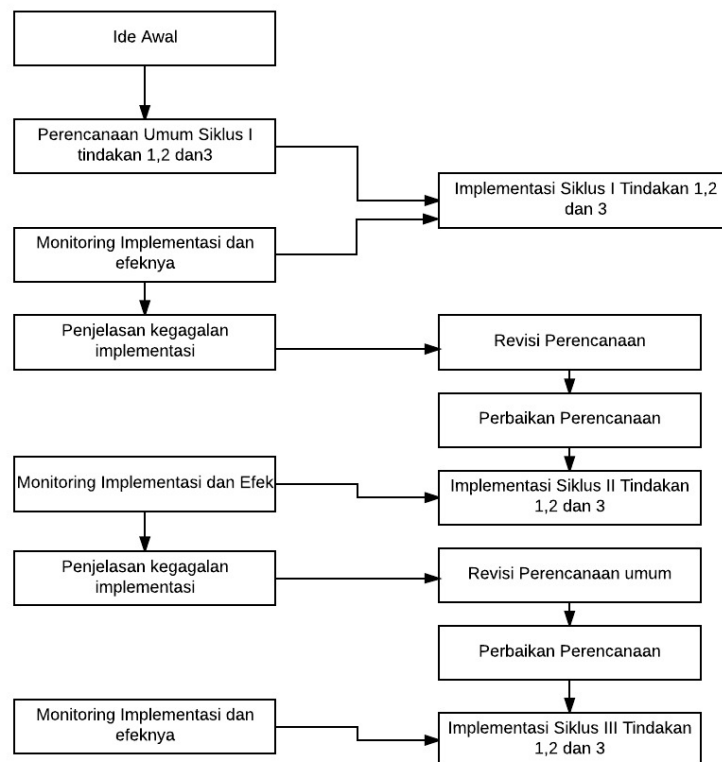 Ide Awal
Perencanaan Umum Siklus I
tindakan 1,2 dan3
Implementasi Siklus I Tindakan 1,2
dan 3
Monitoring Implementasi dan
efeknya
Penjelasan kegagalan
implementasi
Revisi Perencanaan
Perbaikan Perencanaan
Monitoring Implementasi dan Efek
Implementasi Siklus II Tindakan
1,2 dan 3
Penjelasan kegagalan
implementasi
Revisi Perencanaan umum
Perbaikan Perencanaan
Monitoring Implementasi dan
efeknya
Implementasi Siklus III Tindakan
1,2 dan 3